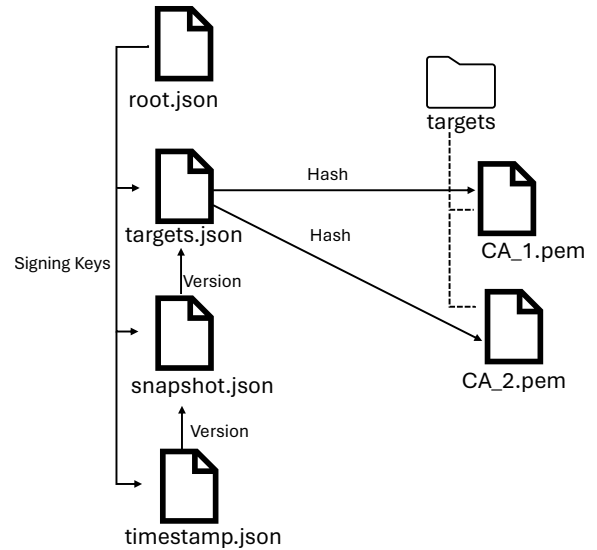 root.json
targets
Hash
targets.json
Hash
CA_1.pem
Signing Keys
Version
snapshot.json
CA_2.pem
Version
timestamp.json